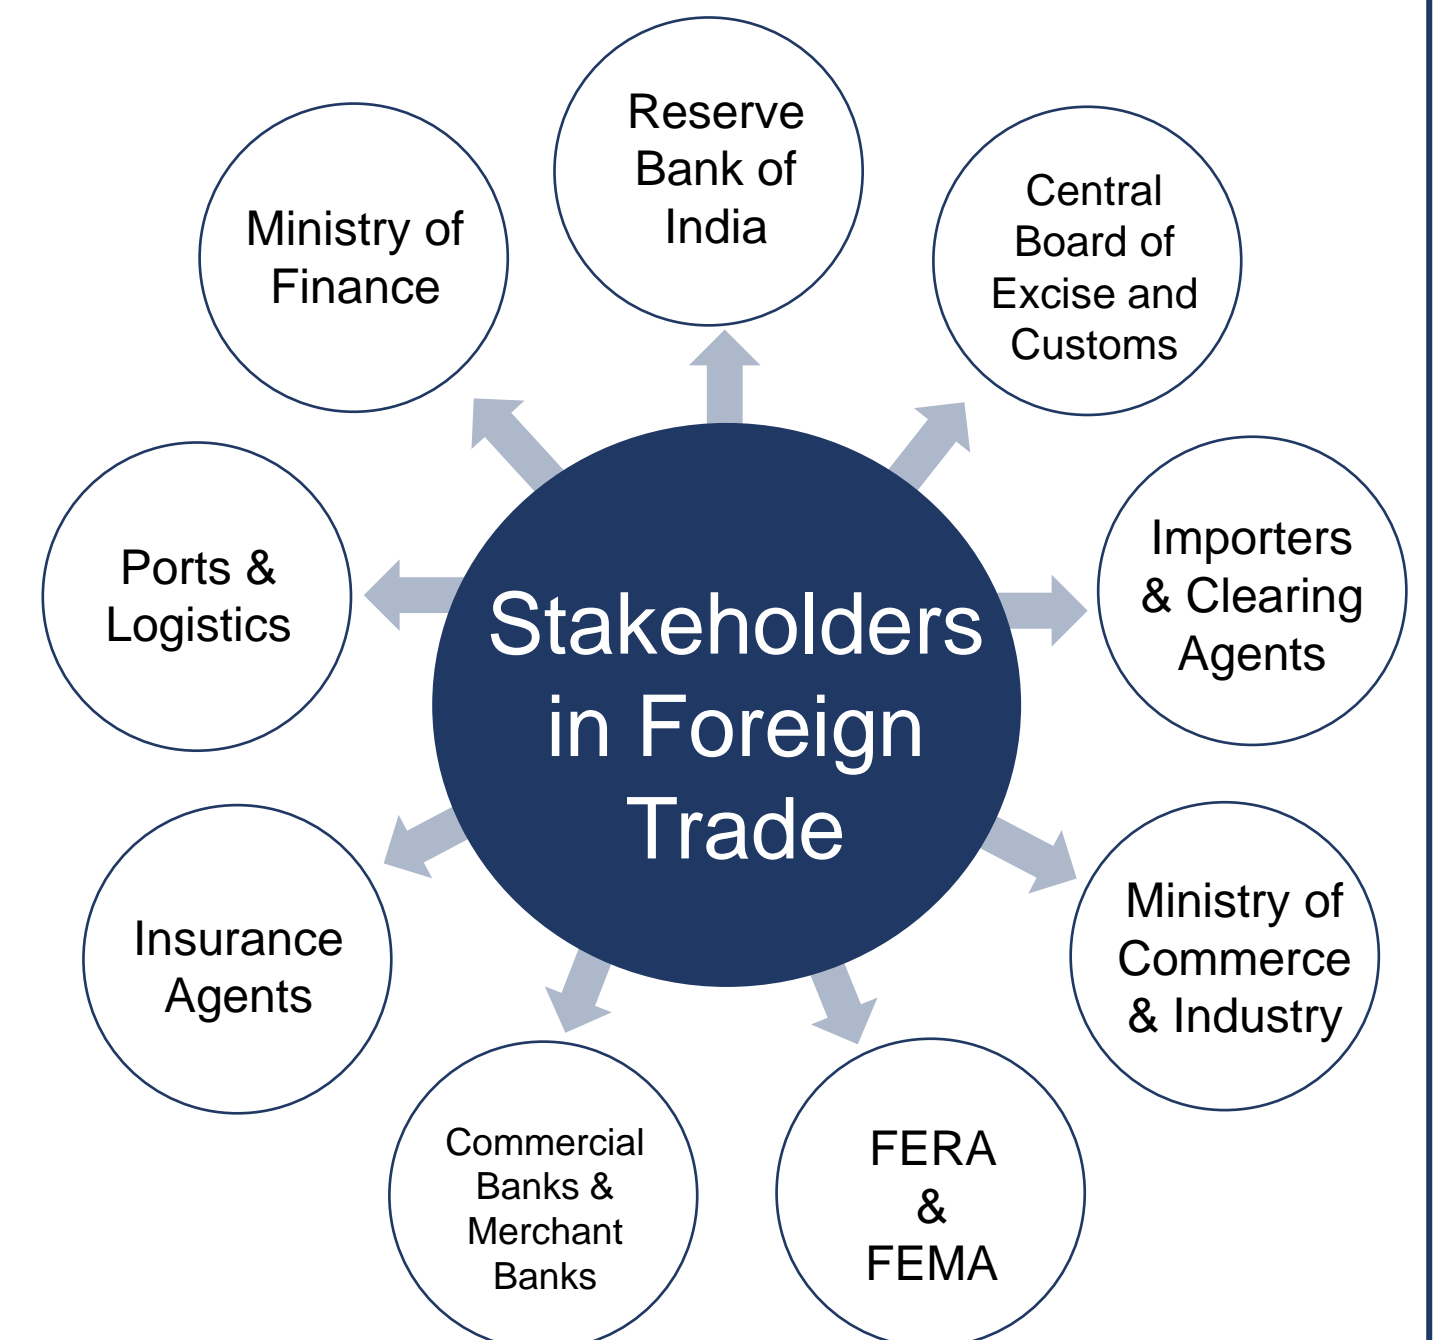 Reserve
Bank of
India
Central
Board of
Excise and
Customs
Importers
& Clearing
Agents
Ministry of
Commerce
& Industry
FERA
&
FEMA
Commercial
Banks &
Merchant
Banks
Insurance
Agents
Ports &
Logistics
Ministry of
Finance
Stakeholders
in Foreign
Trade